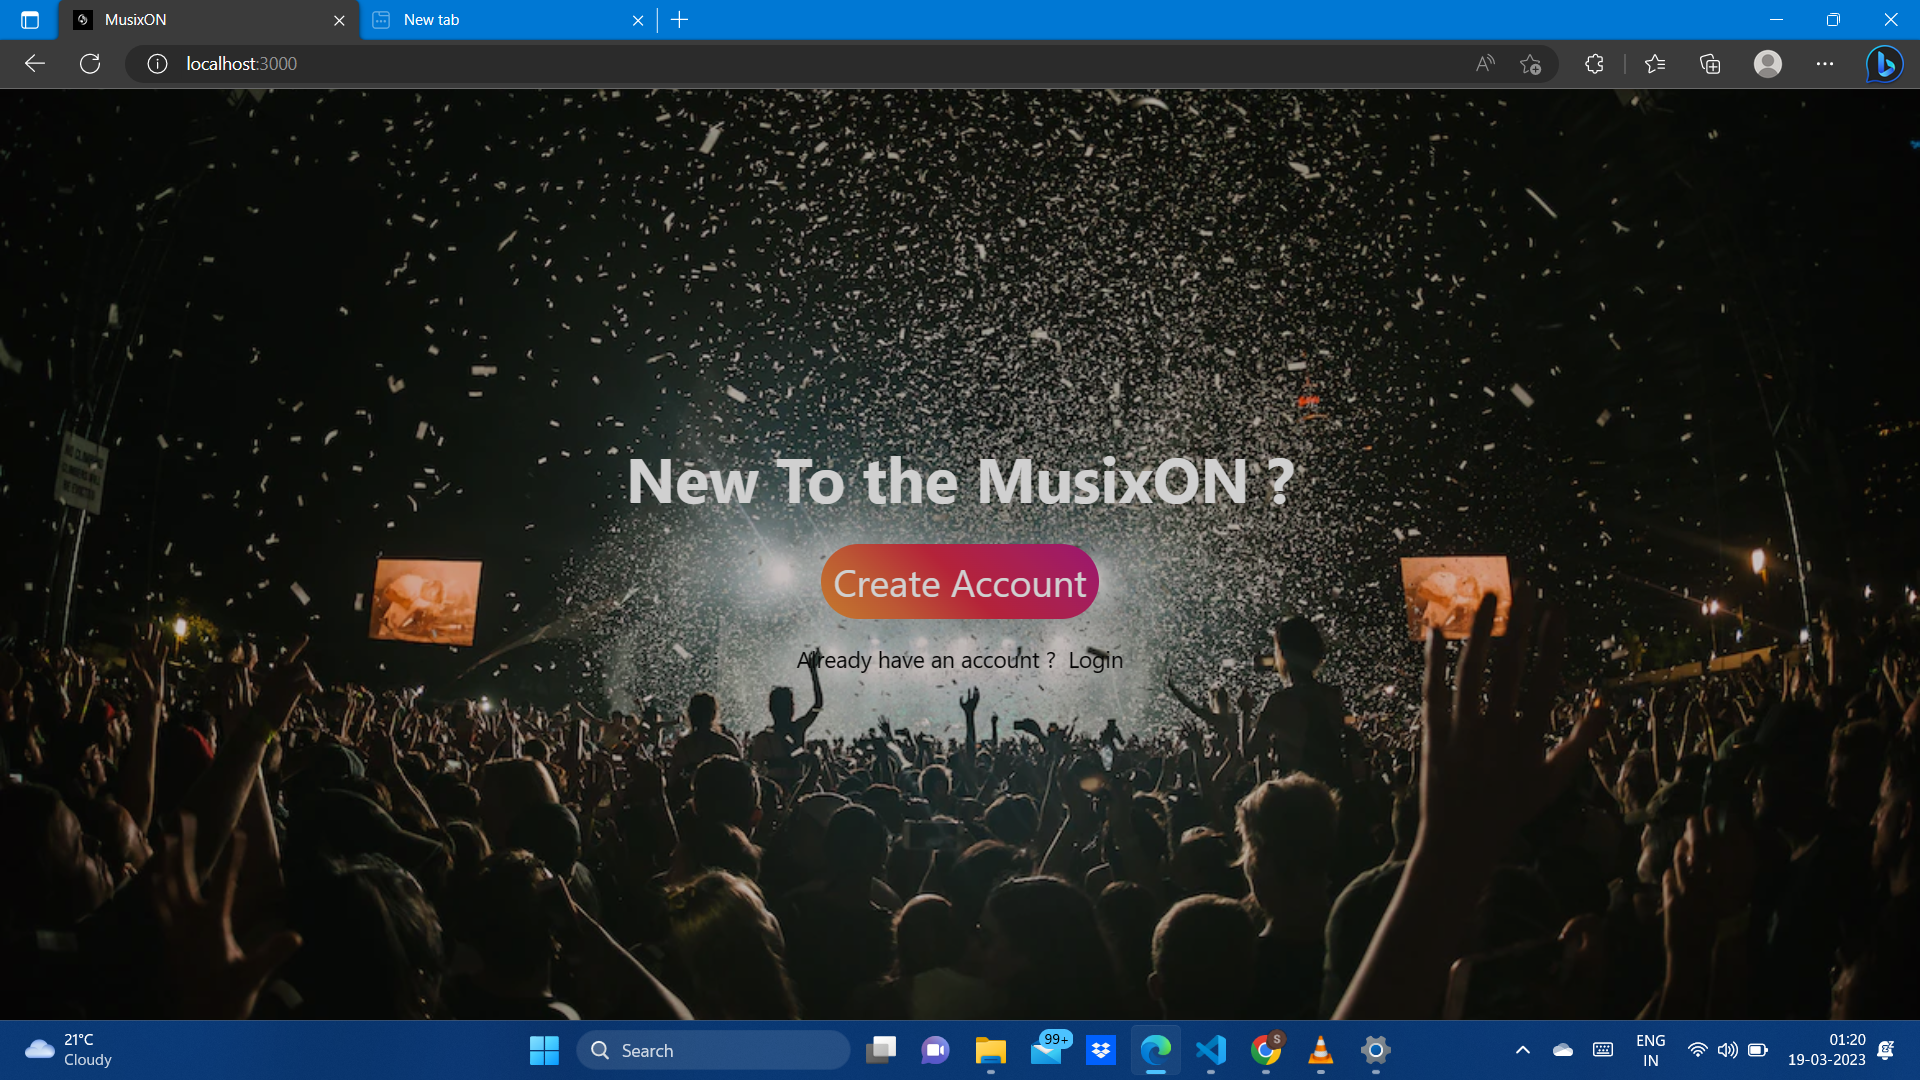 MusixON
New tab
localhost:3000
New To the MusixON ?
Create Account
Already have an account ? Login
21°C
Cloudy
Search
99+
S
ENG
IN
01:20
19-03-2023